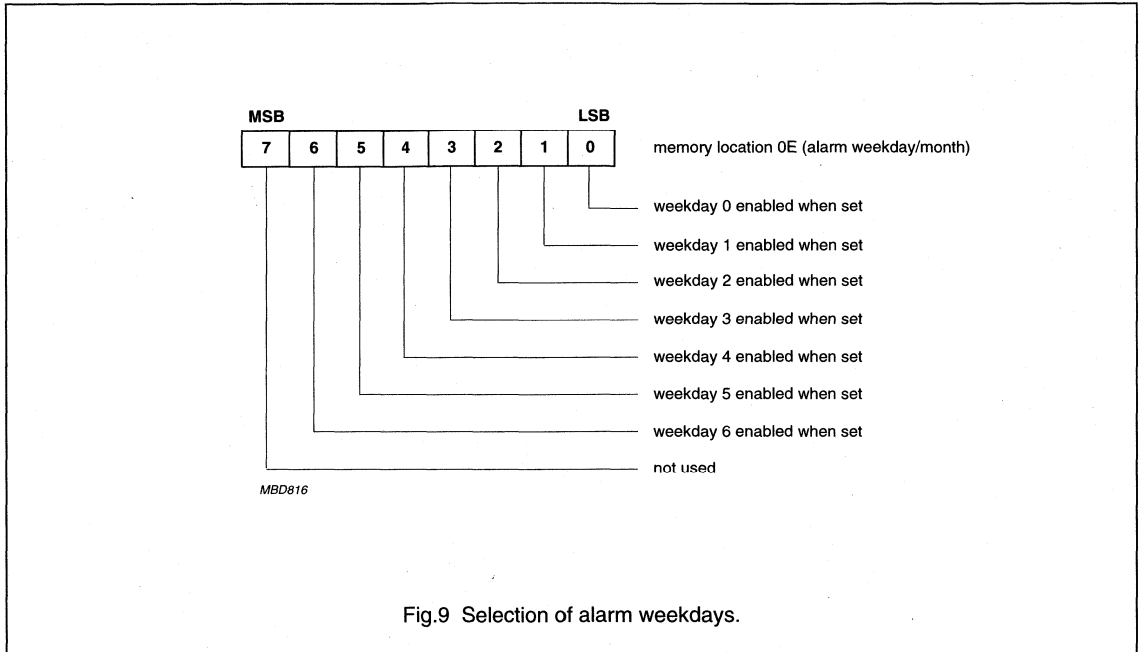 MSB LSB
7 6 5 4 3 2 1 0 memory location 0E (alarm weekday/month)
weekday 0 enabled when set
weekday 1 enabled when set
weekday 2 enabled when set
weekday 3 enabled when set
weekday 4 enabled when set
weekday 5 enabled when set
weekday 6 enabled when set
not used
MBD816
Fig.9 Selection of alarm weekdays.